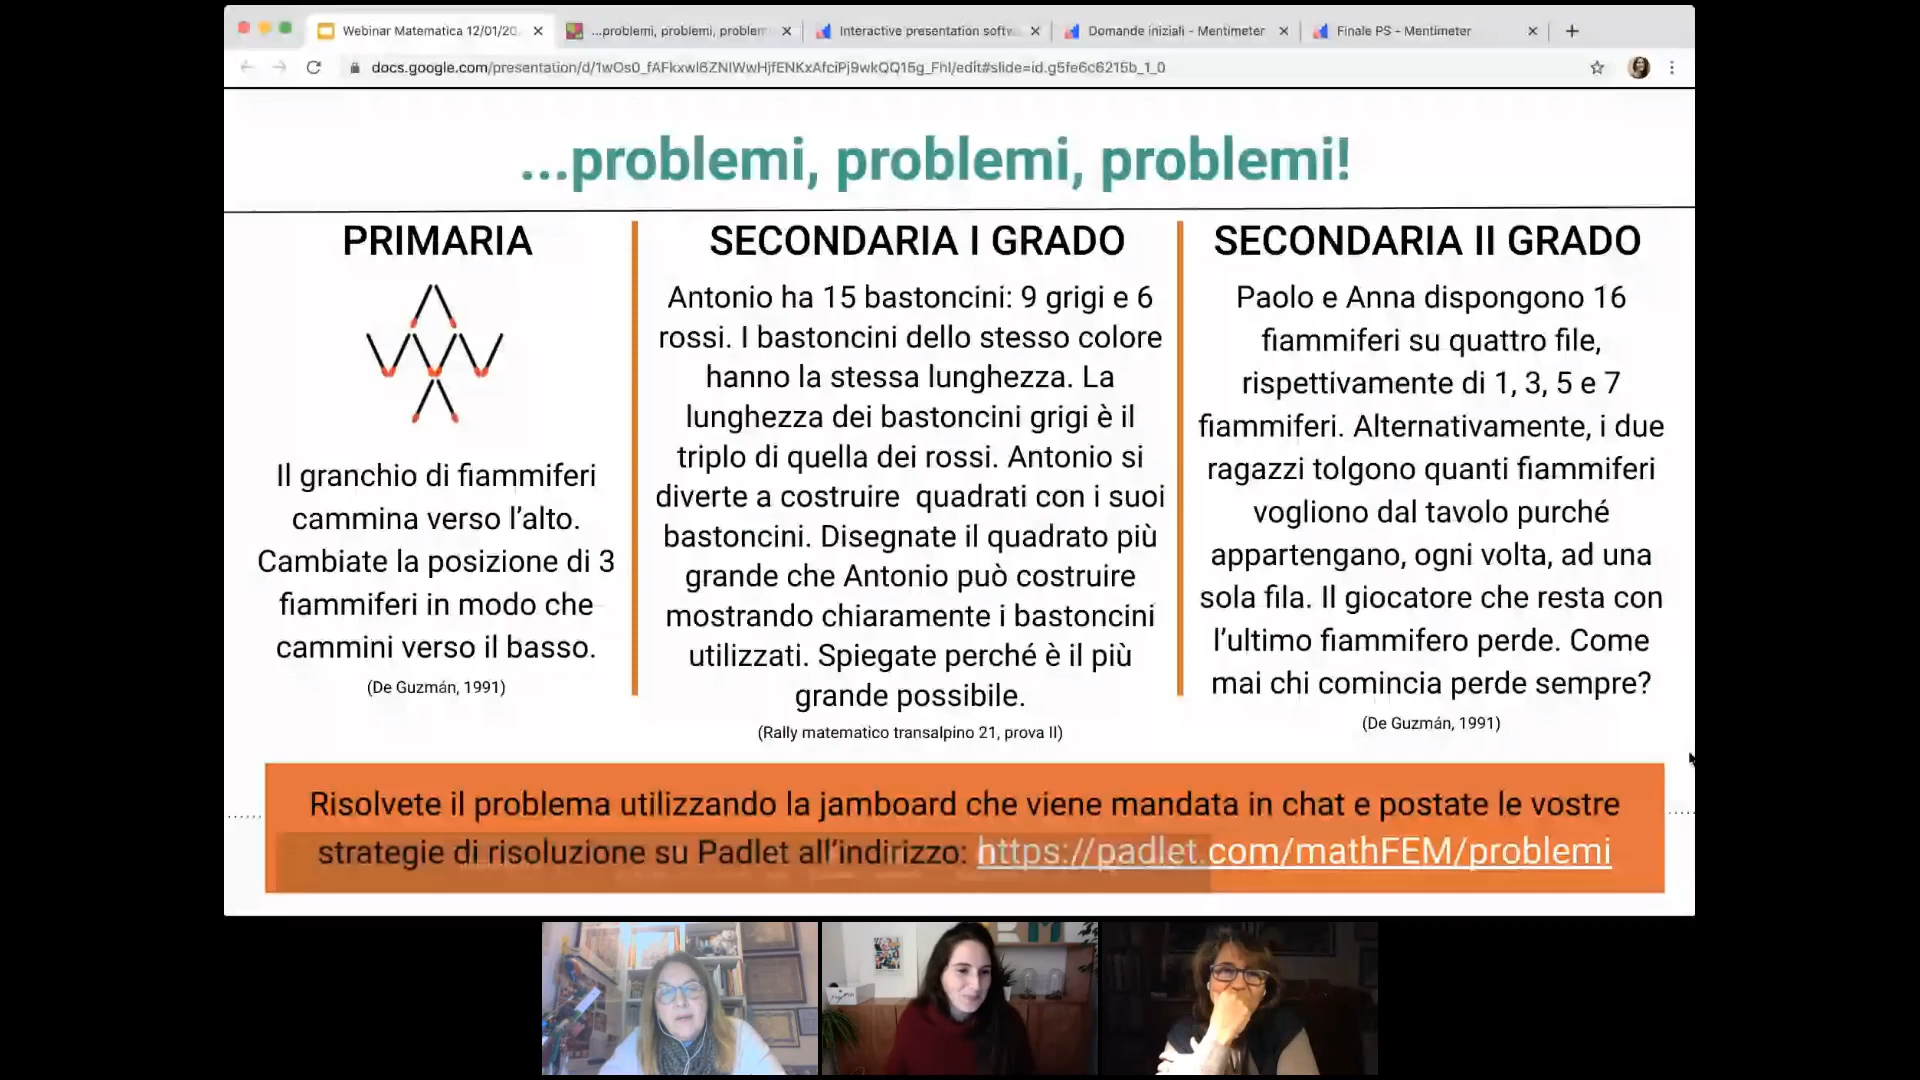 Webinar Matematica 12/01/20
...problemi, problemi, problem
Interactive presentation softw
Domande iniziali - Mentimeter
Finale PS - Mentimeter
docs.google.com/presentation/d/1wOs0_fAFkxwl6ZNIWwHjfENKxAfciPj9wkQQ15g_FhI/edit#slide=id.g5fe6c6215b_1_0
...problemi, problemi, problemi!
PRIMARIA
Il granchio di fiammiferi
cammina verso l'alto.
Cambiate la posizione di 3
fiammiferi in modo che
cammini verso il basso.
(De Guzmán, 1991)
SECONDARIA I GRADO
Antonio ha 15 bastoncini: 9 grigi e 6
rossi. I bastoncini dello stesso colore
hanno la stessa lunghezza. La
lunghezza dei bastoncini grigi è il
triplo di quella dei rossi. Antonio si
diverte a costruire quadrati con i suoi
bastoncini. Disegnate il quadrato più
grande che Antonio può costruire
mostrando chiaramente i bastoncini
utilizzati. Spiegate perché è il più
grande possibile.
(Rally matematico transalpino 21, prova II)
SECONDARIA II GRADO
Paolo e Anna dispongono 16
fiammiferi su quattro file,
rispettivamente di 1, 3, 5 e 7
fiammiferi. Alternativamente, i due
ragazzi tolgono quanti fiammiferi
vogliono dal tavolo purché
appartengano, ogni volta, ad una
sola fila. Il giocatore che resta con
l'ultimo fiammifero perde. Come
mai chi comincia perde sempre?
(De Guzmán, 1991)
Risolvete il problema utilizzando la jamboard che viene mandata in chat e postate le vostre
strategie di risoluzione su Padlet all'indirizzo: https://padlet.com/mathFEM/problemi